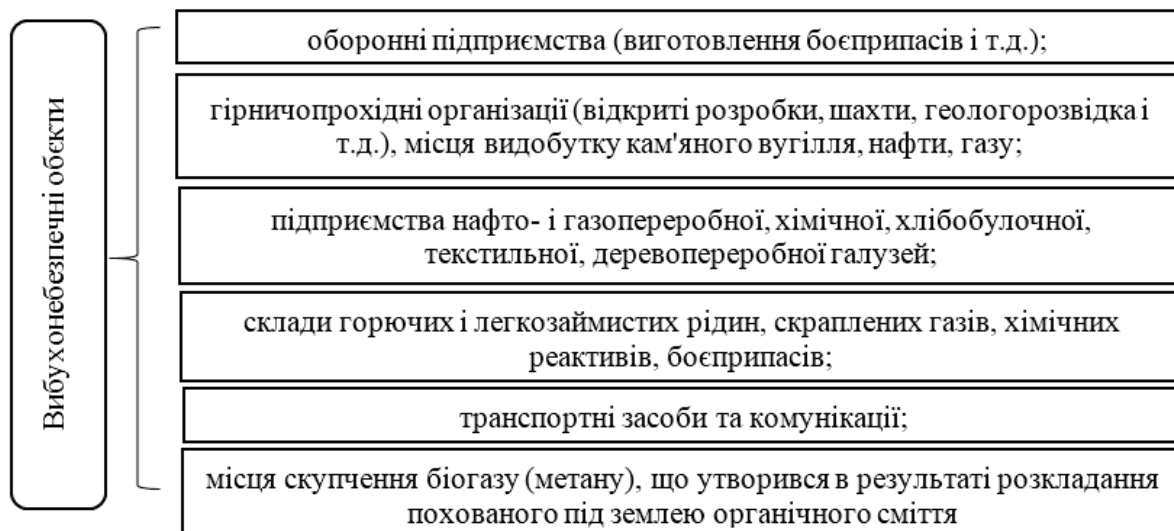 Вибухонебезпечні обєкти
оборонні підприємства (виготовлення боєприпасів і т.д.);
гірничопрохідні організації (відкриті розробки, шахти, геологорозвідка і
т.д.), місця видобутку кам'яного вугілля, нафти, газу;
підприємства нафто- і газопереробної, хімічної, хлібобулочної,
текстильної, деревопереробної галузей;
склади горючих і легкозаймистих рідин, скраплених газів, хімічних
реактивів, боєприпасів;
транспортні засоби та комунікації;
місця скупчення біогазу (метану), що утворився в результаті розкладання
похованого під землею органічного сміття